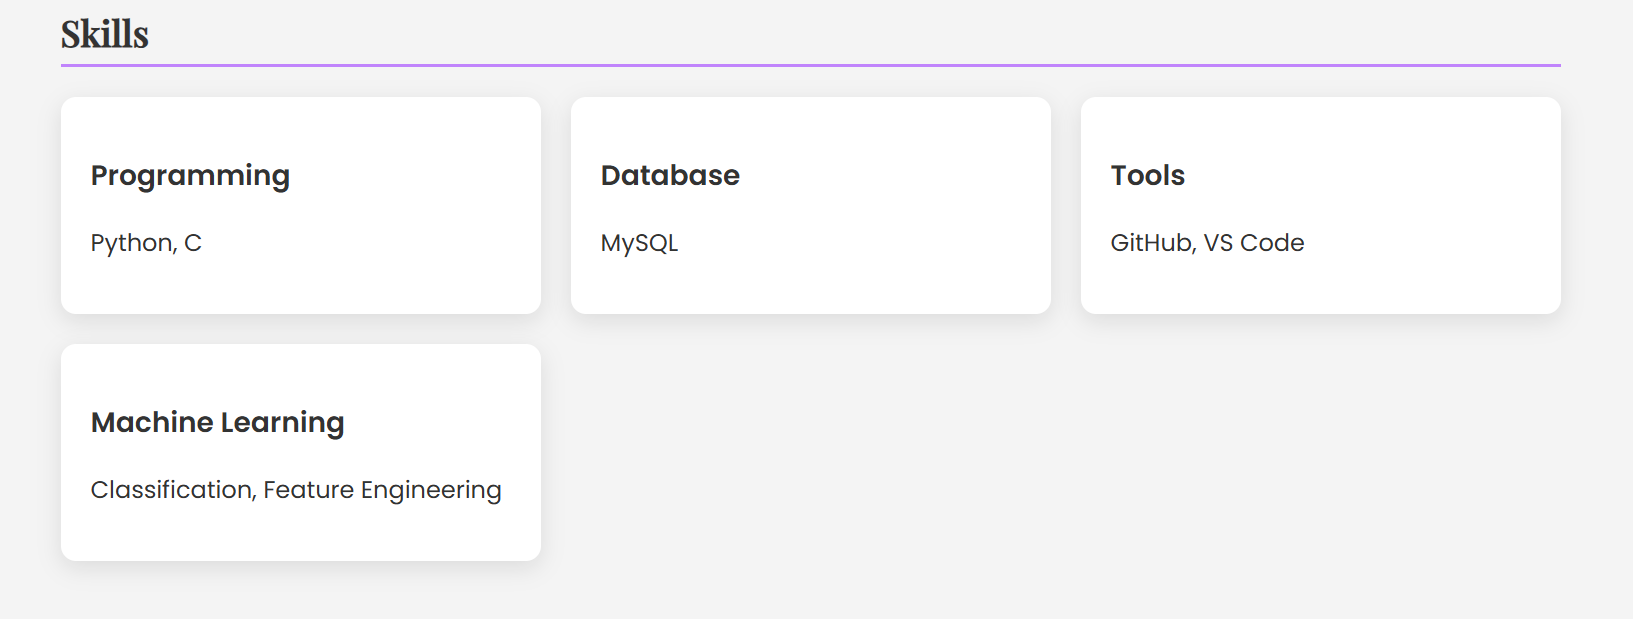 Skills
Programming
Python, C
Database
MySQL
Tools
GitHub, VS Code
Machine Learning
Classification, Feature Engineering